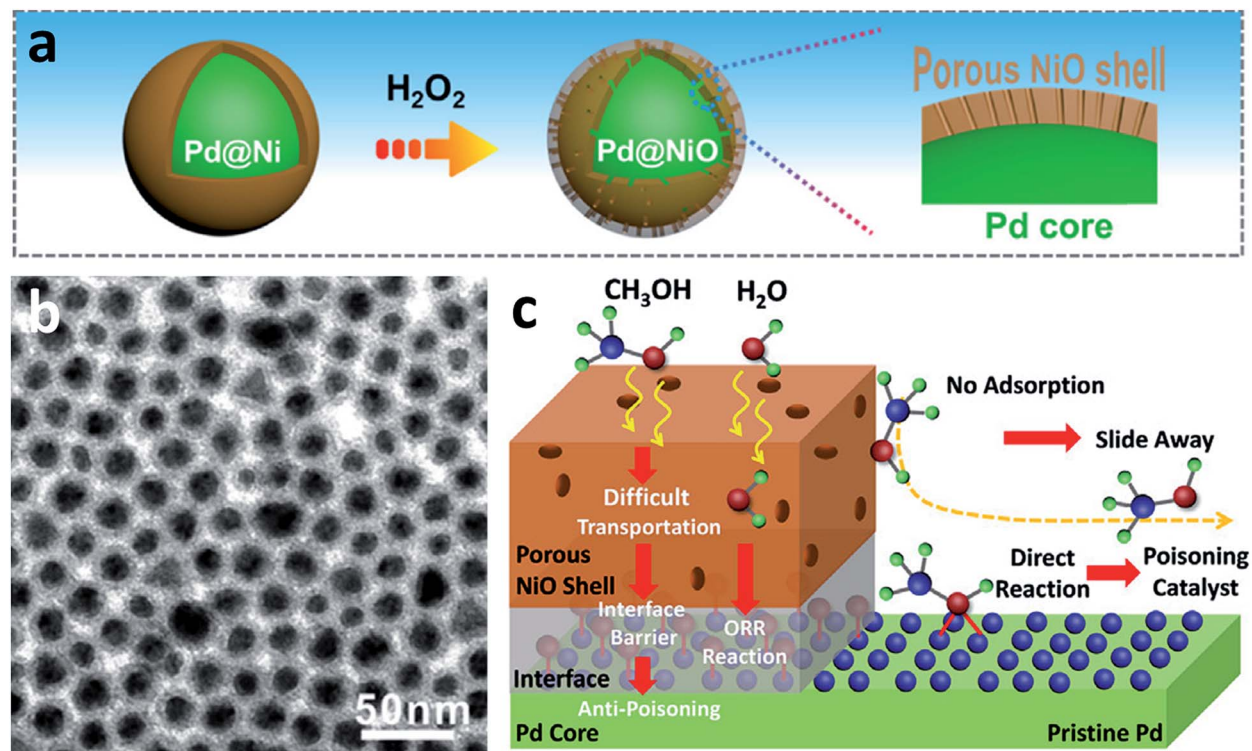 a
Pd@Ni
H₂O₂
Pd@NiO
Porous NiO shell
Pd core
b
50nm
c
CH₃OH
H₂O
No Adsorption
Slide Away
Difficult
Transportation
Porous
NiO Shell
Interface
Barrier
ORR
Reaction
Direct
Reaction
Poisoning
Catalyst
Interface
Anti-Poisoning
Pd Core
Pristine Pd